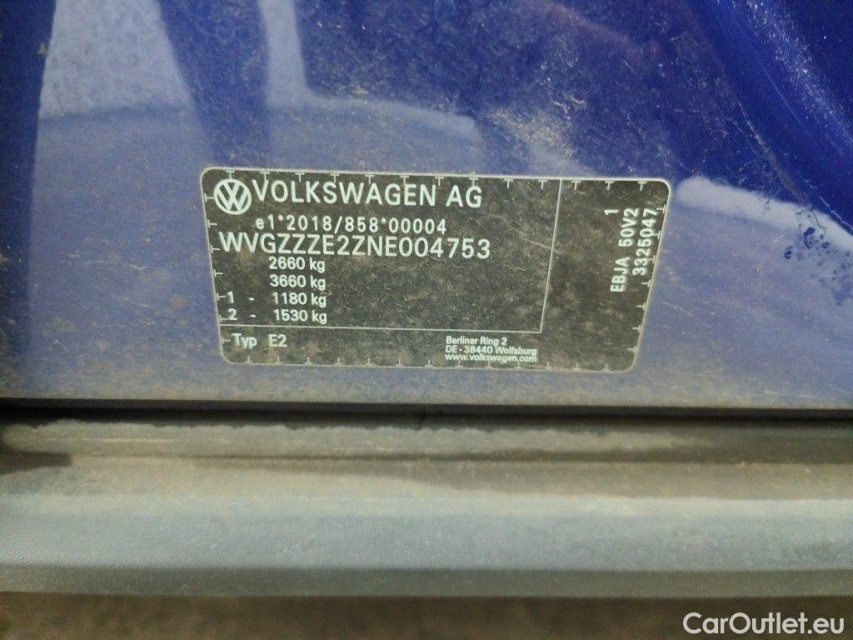 VOLKSWAGEN AG
e1*2018/858*00004
WVGZZZE2ZNE004753
2660 kg
3660 kg
1 - 1180 kg
2 - 1530 kg
Typ E2
Berliner Ring 2
DE - 38440 Wolfsburg
www.volkswagen.com
1
EBJA 50V2
3325047
CarOutlet.eu